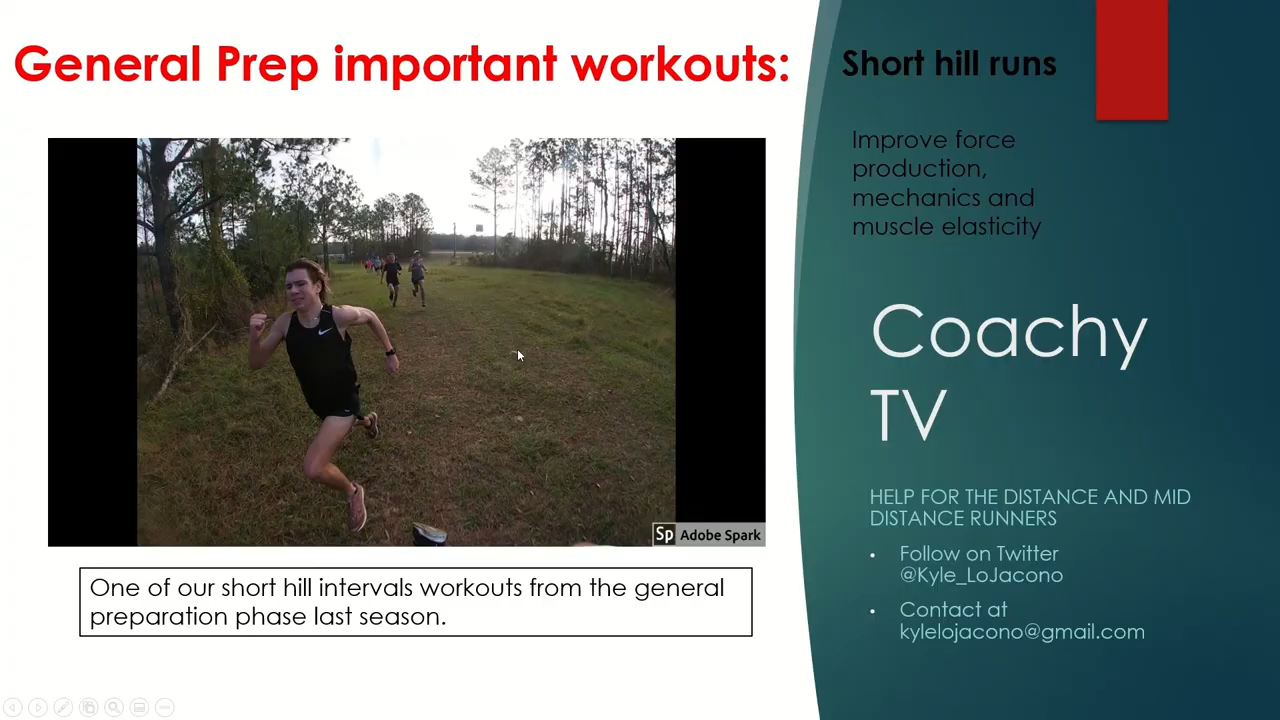 General Prep important workouts:
Short hill runs
Improve force
production,
mechanics and
muscle elasticity
Sp Adobe Spark
One of our short hill intervals workouts from the general
preparation phase last season.
Coachy
TV
HELP FOR THE DISTANCE AND MID
DISTANCE RUNNERS
• Follow on Twitter
@Kyle_LoJacono
• Contact at
kylelojacono@gmail.com